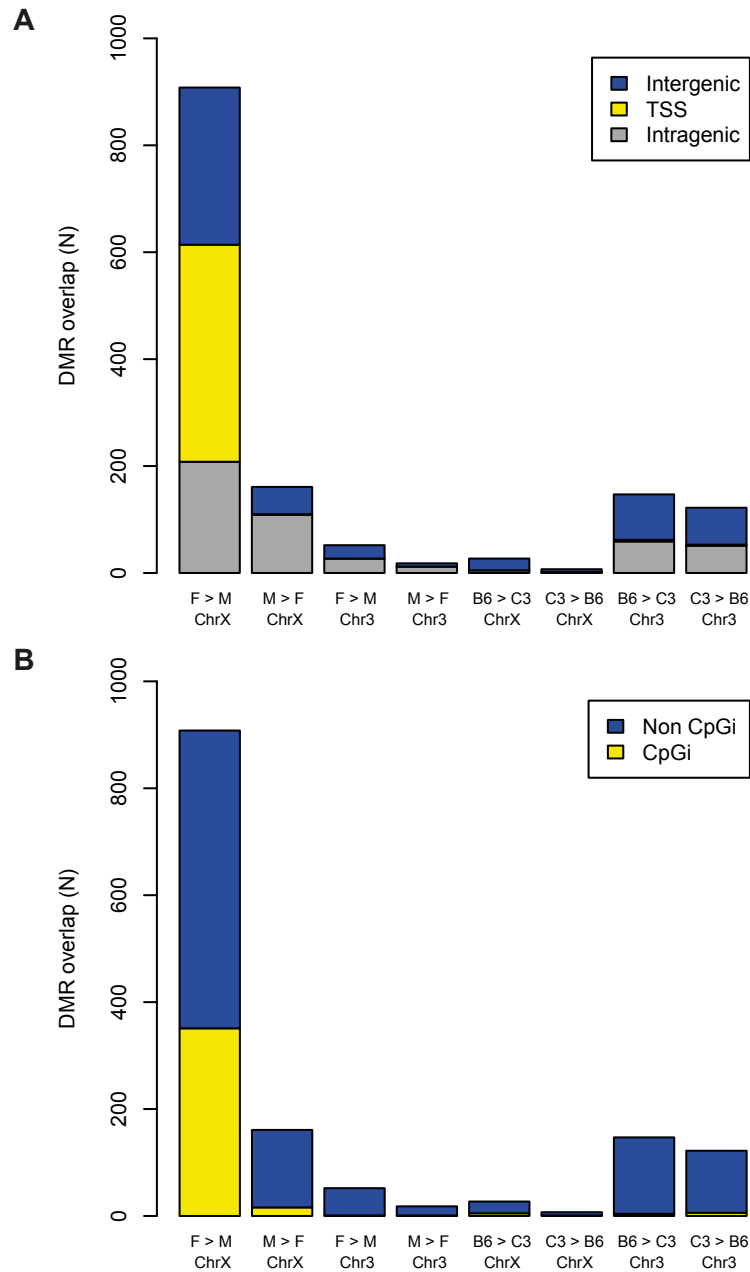 A
1000
800
600
400
200
0
DMR overlap (N)
Intergenic
TSS
Intragenic
F > M M > F F > M M > F B6 > C3 C3 > B6 B6 > C3 C3 > B6
ChrX ChrX Chr3 Chr3 ChrX ChrX Chr3 Chr3
B
1000
800
600
400
200
0
DMR overlap (N)
Non CpGi
CpGi
F > M M > F F > M M > F B6 > C3 C3 > B6 B6 > C3 C3 > B6
ChrX ChrX Chr3 Chr3 ChrX ChrX Chr3 Chr3